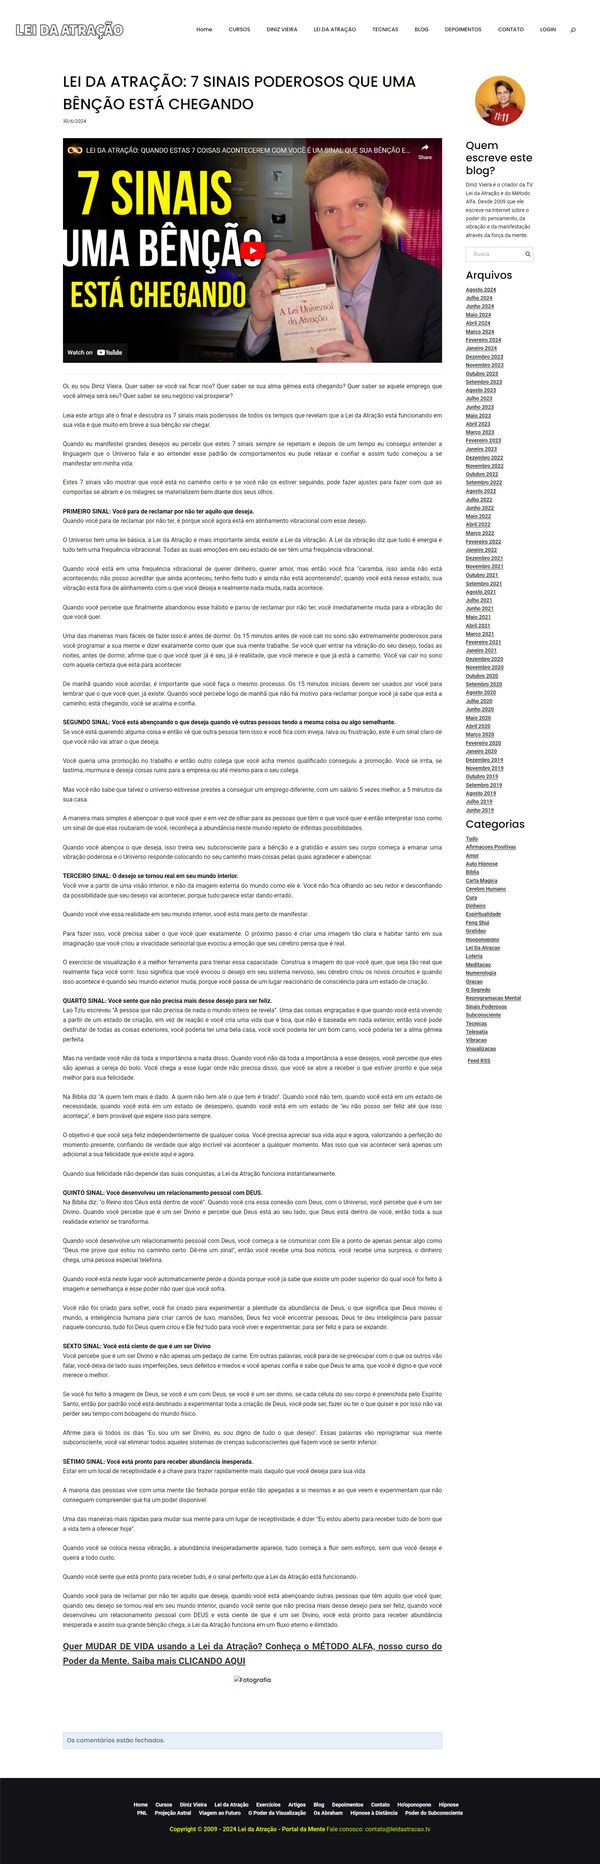 LEI DA ATRAÇÃO
Home CURSOS DINIZ VIEIRA LEI DA ATRAÇÃO TECNICAS BLOG DEPOIMENTOS CONTATO LOGIN
LEI DA ATRAÇÃO: 7 SINAIS PODEROSOS QUE UMA
BÊNÇÃO ESTÁ CHEGANDO
30/6/2024
LEI DA ATRAÇÃO: QUANDO ESTAS 7 COISAS ACONTECEREM COM VOCÊ É UM SINAL QUE SUA BÊNÇÃO E...
Share
7 SINAIS
UMA BÊNÇÃO
ESTÁ CHEGANDO
A Lei Universal
da Atração
Watch on YouTube
Oi, eu sou Diniz Vieira. Quer saber se você vai ficar rico? Quer saber se sua alma gêmea está chegando? Quer saber se aquele emprego que
você almeja será seu? Quer saber se seu negócio vai prosperar?
Leia este artigo até o final e descubra os 7 sinais mais poderosos de todos os tempos que revelam que a Lei da Atração está funcionando em
sua vida e que muito em breve a sua bênção vai chegar.
Quando eu manifestei grandes desejos eu percebi que estes 7 sinais sempre se repetiam e depois de um tempo eu consegui entender a
linguagem que o Universo fala e ao entender esse padrão de comportamentos eu pude relaxar e confiar e assim tudo começou a se
manifestar em minha vida.
Estes 7 sinais vão mostrar que você está no caminho certo e se você não os estiver seguindo, pode fazer ajustes para fazer com que as
comportas se abram e os milagres se materializem bem diante dos seus olhos.
PRIMEIRO SINAL: Você para de reclamar por não ter aquilo que deseja.
Quando você para de reclamar por não ter, é porque você agora está em alinhamento vibracional com esse desejo.
O Universo tem uma lei básica, a Lei da Atração e mais importante ainda, existe a Lei da vibração. A Lei da vibração diz que tudo é energia e
tudo tem uma frequência vibracional. Todas as suas emoções em seu estado de ser têm uma frequência vibracional.
Quando você está em uma frequência vibracional de querer dinheiro, querer amor, mas então você fica "caramba, isso ainda não está
acontecendo, não posso acreditar que ainda aconteceu, tenho feito tudo e ainda não está acontecendo", quando você está nesse estado, sua
vibração está fora de alinhamento com o que você deseja e realmente nada muda, nada acontece.
Quando você percebe que finalmente abandonou esse hábito e parou de reclamar por não ter, você imediatamente muda para a vibração do
que você quer.
Uma das maneiras mais fáceis de fazer isso é antes de dormir. Os 15 minutos antes de você cair no sono são extremamente poderosos para
você programar a sua mente e dizer exatamente como quer que sua mente trabalhe. Se você quer entrar na vibração do seu desejo, todas as
noites, antes de dormir, afirme que o que você quer já é seu, já é realidade, que você merece e que já está à caminho. Você vai cair no sono
com aquela certeza que está para acontecer.
De manhã quando você acordar, é importante que você faça o mesmo processo. Os 15 minutos iniciais devem ser usados por você para
lembrar que o que você quer, já existe. Quando você percebe logo de manhã que não há motivo para reclamar porque você já sabe que está a
caminho, está chegando, você se acalma e confia.
SEGUNDO SINAL: Você está abençoando o que deseja quando vê outras pessoas tendo a mesma coisa ou algo semelhante.
Se você está querendo alguma coisa e então vê que outra pessoa tem isso e você fica com inveja, raiva ou frustração, este é um sinal claro de
que você não vai atrair o que deseja.
Você queria uma promoção no trabalho e então outro colega que você acha menos qualificado conseguiu a promoção. Você se irrita, se
lastima, murmura e deseja coisas ruins para a empresa ou até mesmo para o seu colega.
Mas você não sabe que talvez o universo estivesse prestes a conseguir um emprego diferente, com um salário 5 vezes melhor, a 5 minutos da
sua casa.
A maneira mais simples é abençoar o que você quer e em vez de olhar para as pessoas que têm o que você quer e então interpretar isso como
um sinal de que elas roubaram de você, reconheça a abundância neste mundo repleto de infinitas possibilidades.
Quando você abençoa o que deseja, isso treina seu subconsciente para a bênção e a gratidão e assim seu corpo começa a emanar uma
vibração poderosa e o Universo responde colocando no seu caminho mais coisas pelas quais agradecer e abençoar.
TERCEIRO SINAL: O desejo se tornou real em seu mundo interior.
Você vive a partir de uma visão interior, e não da imagem externa do mundo como ele é. Você não fica olhando ao seu redor e desconfiando
da possibilidade que seu desejo vai acontecer, porque tudo parece estar dando errado.
Quando você vive essa realidade em seu mundo interior, você está mais perto de manifestar.
Para fazer isso, você precisa saber o que você quer exatamente. O próximo passo é criar uma imagem tão clara e habitar tanto em sua
imaginação que você criou a vivacidade sensorial que evocou a emoção que seu cérebro pensa que é real.
O exercício de visualização é a melhor ferramenta para treinar essa capacidade. Construa a imagem do que você quer, que seja tão real que
realmente faça você sorrir. Isso significa que você evocou o desejo em seu sistema nervoso, seu cérebro criou os novos circuitos e quando
isso acontece é quando seu mundo exterior muda, porque você passa de um lugar reacionário de consciência para um estado de criação.
QUARTO SINAL: Você sente que não precisa mais desse desejo para ser feliz.
Lao Tziu escreveu "A pessoa que não precisa de nada o mundo inteiro se revela". Uma das coisas engraçadas é que quando você está vivendo
a partir de um estado de criação, em vez de reação e você cria uma vida que é boa, que não é baseada em nada exterior, então você pode
desfrutar de todas as coisas exteriores, você poderia ter uma bela casa, você você poderia ter um bom carro, você poderia ter a alma gêmea
perfeita.
Mas na verdade você não dá toda a importância a nada disso. Quando você não dá toda a importância a esse desejos, você percebe que eles
são apenas a cereja do bolo. Você chega a esse lugar onde não precisa disso, que você se abre a receber o que estiver pronto e que seja
melhor para sua felicidade.
Na Bíblia diz "A quem tem mais é dado. A quem não tem até o que tem é tirado". Quando você não tem, quando você está em um estado de
necessidade, quando você está em um estado de desespero, quando você está em um estado de "eu não posso ser feliz até que isso
aconteça", é bem provável que espere isso para sempre.
O objetivo é que você seja feliz independentemente de qualquer coisa. Você precisa apreciar sua vida aqui e agora, valorizando a perfeição do
momento presente, confiando de verdade que algo incrível vai acontecer a qualquer momento. Mas isso que vai acontecer será apenas um
adicional a sua felicidade que existe aqui e agora.
Quando sua felicidade não depende das suas conquistas, a Lei da Atração funciona instantaneamente.
QUINTO SINAL: Você desenvolveu um relacionamento pessoal com DEUS.
Na Bíblia diz: "o Reino dos Céus está dentro de você". Quando você cria essa conexão com Deus, com o Universo, você percebe que é um ser
Divino. Quando você percebe que é um ser Divino e percebe que Deus está ao seu lado, que Deus está dentro de você, então toda a sua
realidade exterior se transforma.
Quando você desenvolve um relacionamento pessoal com Deus, você começa a se comunicar com Ele a ponto de apenas pensar algo como
"Deus me prove que estou no caminho certo. Dê-me um sinal", então você recebe uma boa notícia, você recebe uma surpresa, o dinheiro
chega, uma pessoa especial telefona.
Quando você está neste lugar você automaticamente perde a dúvida porque você já sabe que existe um poder superior do qual você foi feito à
imagem e semelhança e esse poder não quer que você sofra.
Você não foi criado para sofrer, você foi criado para experimentar a plenitude da abundância de Deus, o que significa que Deus moveu o
mundo, a inteligência humana para criar carros de luxo, mansões, Deus fez você encontrar pessoas, Deus te deu inteligência para passar
naquele concurso, tudo foi Deus quem criou e Ele fez tudo para você viver e experimentar, para ser feliz e para se expandir.
SEXTO SINAL: Você está ciente de que é um ser Divino
Você percebe que é um ser Divino e não apenas um pedaço de carne. Em outras palavras, você para de se preocupar com o que os outros vão
falar, você deixa de lado suas imperfeições, seus defeitos e medos e você apenas confia e sabe que Deus te ama, que você é digno e que você
merece o melhor.
Se você foi feito à imagem de Deus, se você é um com Deus, se você é um ser divino, se cada célula do seu corpo é preenchida pelo Espírito
Santo, então por padrão você está destinado a experimentar toda a criação de Deus, você pode ser, fazer ou ter o que quiser e por isso não vai
perder seu tempo com bobagens do mundo físico.
Afirme para si todos os dias "Eu sou um ser Divino, eu sou digno de tudo o que desejo". Essas palavras vão reprogramar sua mente
subconsciente, você vai eliminar todos aqueles sistemas de crenças subconscientes que fazem você se sentir inferior.
SÉTIMO SINAL: Você está pronto para receber abundância inesperada.
Estar em um local de receptividade é a chave para trazer rapidamente mais daquilo que você deseja para sua vida.
A maioria das pessoas vive com uma mente tão fechada porque estão tão apegadas a si mesmas e ao que veem e experimentam que não
conseguem compreender que há um poder disponível
Uma das maneiras mais rápidas para mudar sua mente para um lugar de receptividade, é dizer "Eu estou aberto para receber tudo de bom que
a vida tem a oferecer hoje".
Quando você se coloca nessa vibração, a abundância inesperadamente aparece, tudo começa a fluir sem esforço, sem que você deseje e
queira a todo custo.
Quando você sente que está pronto para receber tudo, é o sinal perfeito que a Lei da Atração está funcionando.
Quando você para de reclamar por não ter aquilo que deseja, quando você está abençoando outras pessoas que têm aquilo que você quer,
quando seu desejo se tornou real em seu mundo interior, quando você sente que não precisa mais desse desejo para ser feliz, quando você
desenvolveu um relacionamento pessoal com DEUS e está ciente de que é um ser Divino, você está pronto para receber abundância
inesperada e assim sua grande bênção chega, a Lei da Atração funciona em um fluxo eterno e ilimitado.
Quer MUDAR DE VIDA usando a Lei da Atração? Conheça o MÉTODO ALFA, nosso curso do
Poder da Mente. Saiba mais CLICANDO AQUI
Fotografia
Os comentários estão fechados.
11:11
Quem
escreve este
blog?
Diniz Vieira é o criador da TV
Lei da Atração e do Método
Alfa. Desde 2009 que ele
escreve na Internet sobre o
poder do pensamento, da
vibração e da manifestação
através da força da mente.
Busca
Arquivos
Agosto 2024
Julho 2024
Junho 2024
Maio 2024
Abril 2024
Março 2024
Fevereiro 2024
Janeiro 2024
Dezembro 2023
Novembro 2023
Outubro 2023
Setembro 2023
Agosto 2023
Julho 2023
Junho 2023
Maio 2023
Abril 2023
Março 2023
Fevereiro 2023
Janeiro 2023
Dezembro 2022
Novembro 2022
Outubro 2022
Setembro 2022
Agosto 2022
Julho 2022
Junho 2022
Maio 2022
Abril 2022
Março 2022
Fevereiro 2022
Janeiro 2022
Dezembro 2021
Novembro 2021
Outubro 2021
Setembro 2021
Agosto 2021
Julho 2021
Junho 2021
Maio 2021
Abril 2021
Março 2021
Fevereiro 2021
Janeiro 2021
Dezembro 2020
Novembro 2020
Outubro 2020
Setembro 2020
Agosto 2020
Julho 2020
Junho 2020
Maio 2020
Abril 2020
Março 2020
Fevereiro 2020
Janeiro 2020
Dezembro 2019
Novembro 2019
Outubro 2019
Setembro 2019
Agosto 2019
Julho 2019
Junho 2019
Categorias
Tudo
Afirmacoes Positivas
Amor
Auto Hipnose
Biblia
Carta Magica
Cerebro Humano
Cura
Dinheiro
Espiritualidade
Feng Shui
Gratidao
Hooponopono
Lei Da Atracao
Loteria
Meditacao
Numerologia
Oracao
O Segredo
Reprogramacao Mental
Sinais Poderosos
Subconsciente
Tecnicas
Telepatia
Vibracao
Visualizacao
Feed RSS
Home Cursos Diniz Vieira Lei da Atração Exercícios Artigos Blog Depoimentos Contato Ho'oponopono Hipnose
PNL Projeção Astral Viagem ao Futuro O Poder da Visualização Os Abraham Hipnose à Distância Poder do Subconsciente
Copyright © 2009 - 2024 Lei da Atração - Portal da Mente Fale conosco: contato@leidaatracao.tv